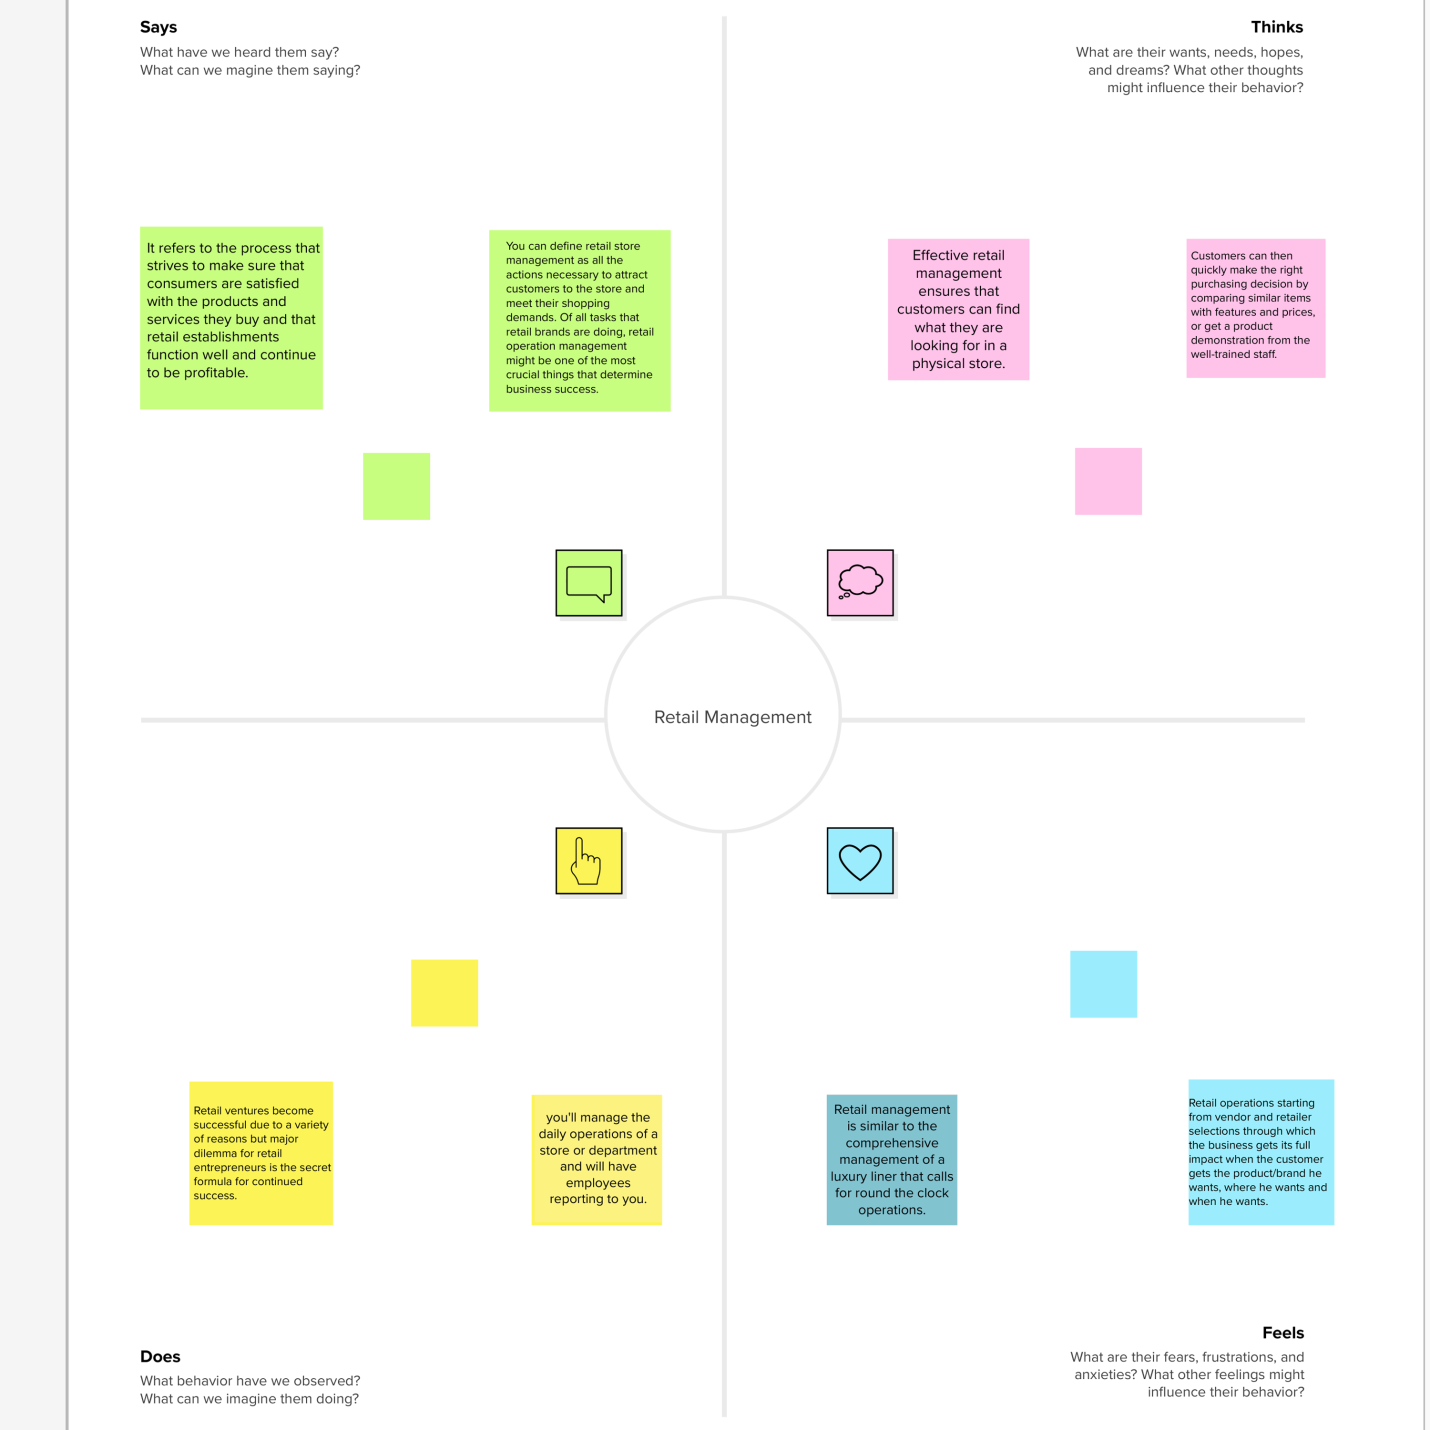 Says
What have we heard them say?
What can we magine them saying?
Thinks
What are their wants, needs, hopes,
and dreams? What other thoughts
might influence their behavior?
It refers to the process that
strives to make sure that
consumers are satisfied
with the products and
services they buy and that
retail establishments
function well and continue
to be profitable.
You can define retail store
management as all the
actions necessary to attract
customers to the store and
meet their shopping
demands. Of all tasks that
retail brands are doing, retail
operation management
might be one of the most
crucial things that determine
business success.
Effective retail
management
ensures that
customers can find
what they are
looking for in a
physical store.
Customers can then
quickly make the right
purchasing decision by
comparing similar items
with features and prices,
or get a product
demonstration from the
well-trained staff.
Retail Management
Retail ventures become
successful due to a variety
of reasons but major
dilemma for retail
entrepreneurs is the secret
formula for continued
success.
you'll manage the
daily operations of a
store or department
and will have
employees
reporting to you.
Retail management
is similar to the
comprehensive
management of a
luxury liner that calls
for round the clock
operations.
Retail operations starting
from vendor and retailer
selections through which
the business gets its full
impact when the customer
gets the product/brand he
wants, where he wants and
when he wants.
Does
What behavior have we observed?
What can we imagine them doing?
Feels
What are their fears, frustrations, and
anxieties? What other feelings might
influence their behavior?